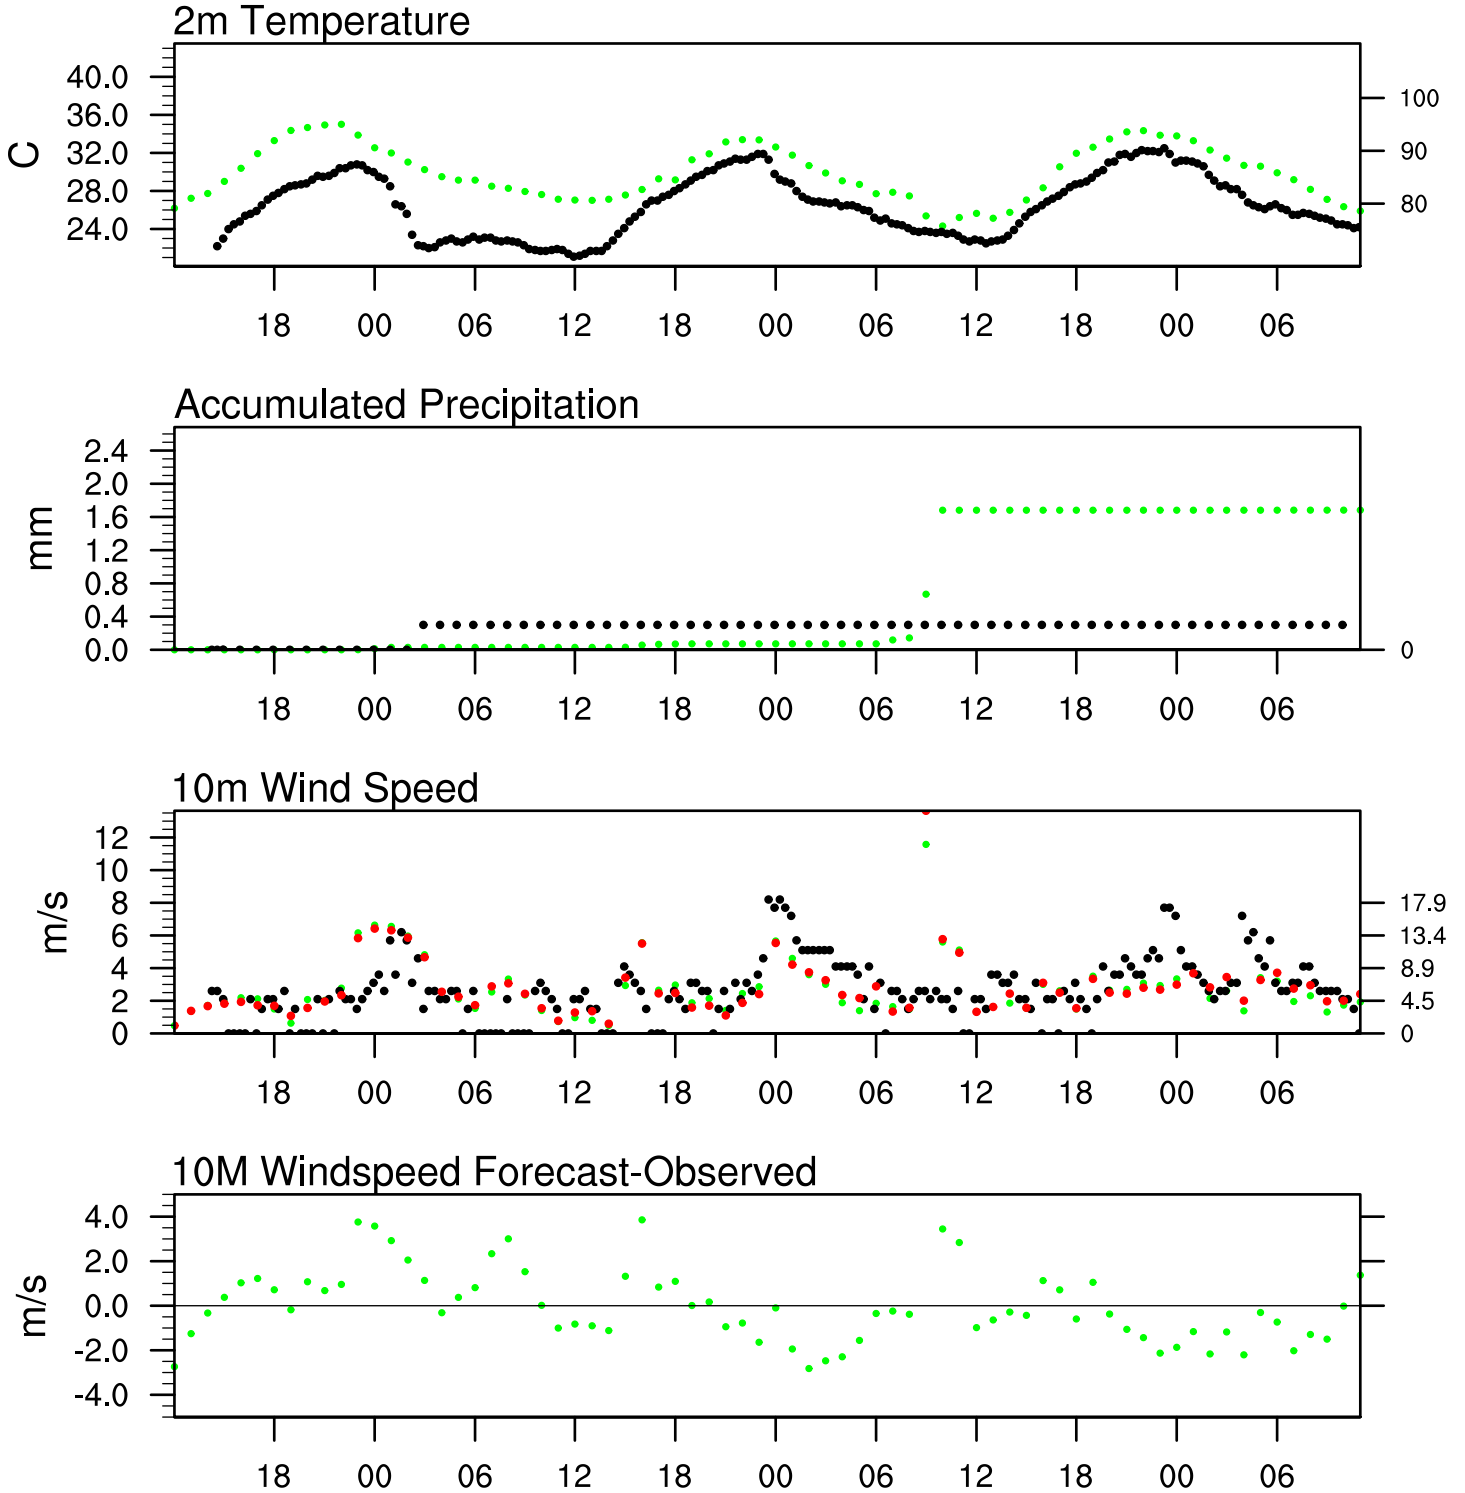 2m Temperature
40.0
36.0
32.0
28.0
24.0
C
100
90
80
18 00 06 12 18 00 06 12 18 00 06
Accumulated Precipitation
2.4
2.0
1.6
1.2
0.8
0.4
0.0
mm
0
18 00 06 12 18 00 06 12 18 00 06
10m Wind Speed
12
10
8
6
4
2
0
m/s
17.9
13.4
8.9
4.5
0
18 00 06 12 18 00 06 12 18 00 06
10M Windspeed Forecast-Observed
4.0
2.0
0.0
-2.0
-4.0
m/s
18 00 06 12 18 00 06 12 18 00 06